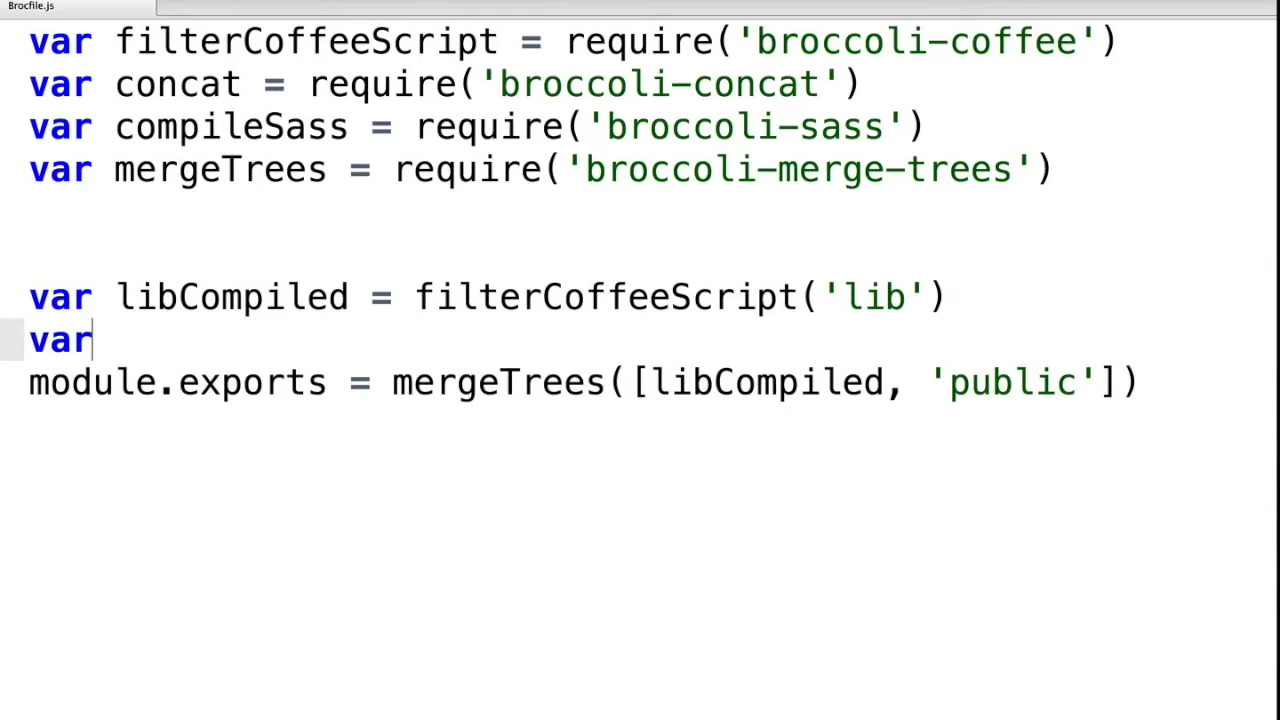 Brocfile.js
var filterCoffeeScript = require('broccoli-coffee')
var concat = require('broccoli-concat')
var compileSass = require('broccoli-sass')
var mergeTrees = require('broccoli-merge-trees')
var libCompiled = filterCoffeeScript('lib')
var
module.exports = mergeTrees([libCompiled, 'public'])